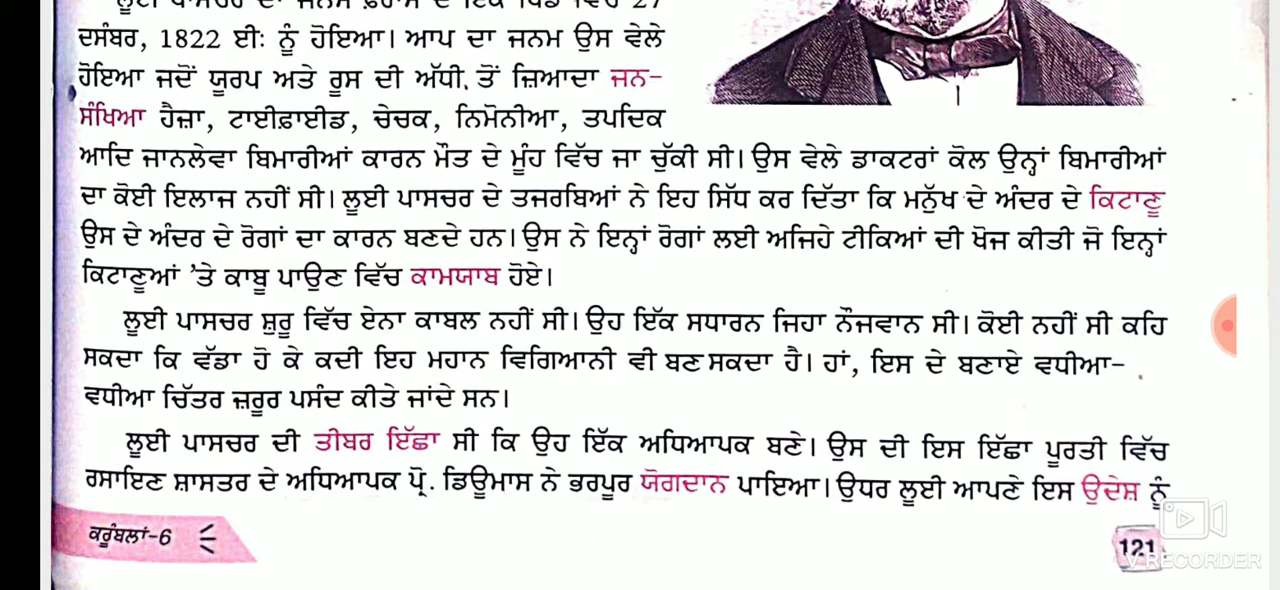 ਲੂਈ ਪਾਸਚਰ ਦਾ ਜਨਮ ਫ਼ਰਾਂਸ ਦੇ ਇੱਕ ਪਿੰਡ ਵਿਚ 27
ਦਸੰਬਰ, 1822 ਈਃ ਨੂੰ ਹੋਇਆ। ਆਪ ਦਾ ਜਨਮ ਉਸ ਵੇਲੇ
ਹੋਇਆ ਜਦੋਂ ਯੂਰਪ ਅਤੇ ਰੂਸ ਦੀ ਅੱਧੀ ਤੋਂ ਜ਼ਿਆਦਾ ਜਨ-
ਸੰਖਿਆ ਹੈਜ਼ਾ, ਟਾਈਫ਼ਾਈਡ, ਚੇਚਕ, ਨਿਮੋਨੀਆ, ਤਪਦਿਕ
ਆਦਿ ਜਾਨਲੇਵਾ ਬਿਮਾਰੀਆਂ ਕਾਰਨ ਮੌਤ ਦੇ ਮੂੰਹ ਵਿੱਚ ਜਾ ਚੁੱਕੀ ਸੀ। ਉਸ ਵੇਲੇ ਡਾਕਟਰਾਂ ਕੋਲ ਉਨ੍ਹਾਂ ਬਿਮਾਰੀਆਂ
ਦਾ ਕੋਈ ਇਲਾਜ ਨਹੀਂ ਸੀ। ਲੂਈ ਪਾਸਚਰ ਦੇ ਤਜਰਬਿਆਂ ਨੇ ਇਹ ਸਿੱਧ ਕਰ ਦਿੱਤਾ ਕਿ ਮਨੁੱਖ ਦੇ ਅੰਦਰ ਦੇ ਕਿਟਾਣੂ
ਉਸ ਦੇ ਅੰਦਰ ਦੇ ਰੋਗਾਂ ਦਾ ਕਾਰਨ ਬਣਦੇ ਹਨ। ਉਸ ਨੇ ਇਨ੍ਹਾਂ ਰੋਗਾਂ ਲਈ ਅਜਿਹੇ ਟੀਕਿਆਂ ਦੀ ਖੋਜ ਕੀਤੀ ਜੋ ਇਨ੍ਹਾਂ
ਕਿਟਾਣੂਆਂ ’ਤੇ ਕਾਬੂ ਪਾਉਣ ਵਿੱਚ ਕਾਮਯਾਬ ਹੋਏ।
ਲੂਈ ਪਾਸਚਰ ਸ਼ੁਰੂ ਵਿੱਚ ਏਨਾ ਕਾਬਲ ਨਹੀਂ ਸੀ। ਉਹ ਇੱਕ ਸਧਾਰਨ ਜਿਹਾ ਨੌਜਵਾਨ ਸੀ। ਕੋਈ ਨਹੀਂ ਸੀ ਕਹਿ
ਸਕਦਾ ਕਿ ਵੱਡਾ ਹੋ ਕੇ ਕਦੀ ਇਹ ਮਹਾਨ ਵਿਗਿਆਨੀ ਵੀ ਬਣ ਸਕਦਾ ਹੈ। ਹਾਂ, ਇਸ ਦੇ ਬਣਾਏ ਵਧੀਆ-
ਵਧੀਆ ਚਿੱਤਰ ਜ਼ਰੂਰ ਪਸੰਦ ਕੀਤੇ ਜਾਂਦੇ ਸਨ।
ਲੂਈ ਪਾਸਚਰ ਦੀ ਤੀਬਰ ਇੱਛਾ ਸੀ ਕਿ ਉਹ ਇੱਕ ਅਧਿਆਪਕ ਬਣੇ। ਉਸ ਦੀ ਇਸ ਇੱਛਾ ਪੂਰਤੀ ਵਿੱਚ
ਰਸਾਇਣ ਸ਼ਾਸਤਰ ਦੇ ਅਧਿਆਪਕ ਪ੍ਰੋ. ਡਿਊਮਾਸ ਨੇ ਭਰਪੂਰ ਯੋਗਦਾਨ ਪਾਇਆ। ਉਧਰ ਲੂਈ ਆਪਣੇ ਇਸ ਉਦੇਸ਼ ਨੂੰ
ਕਰੂੰਬਲਾਂ-6
121
V RECORDER